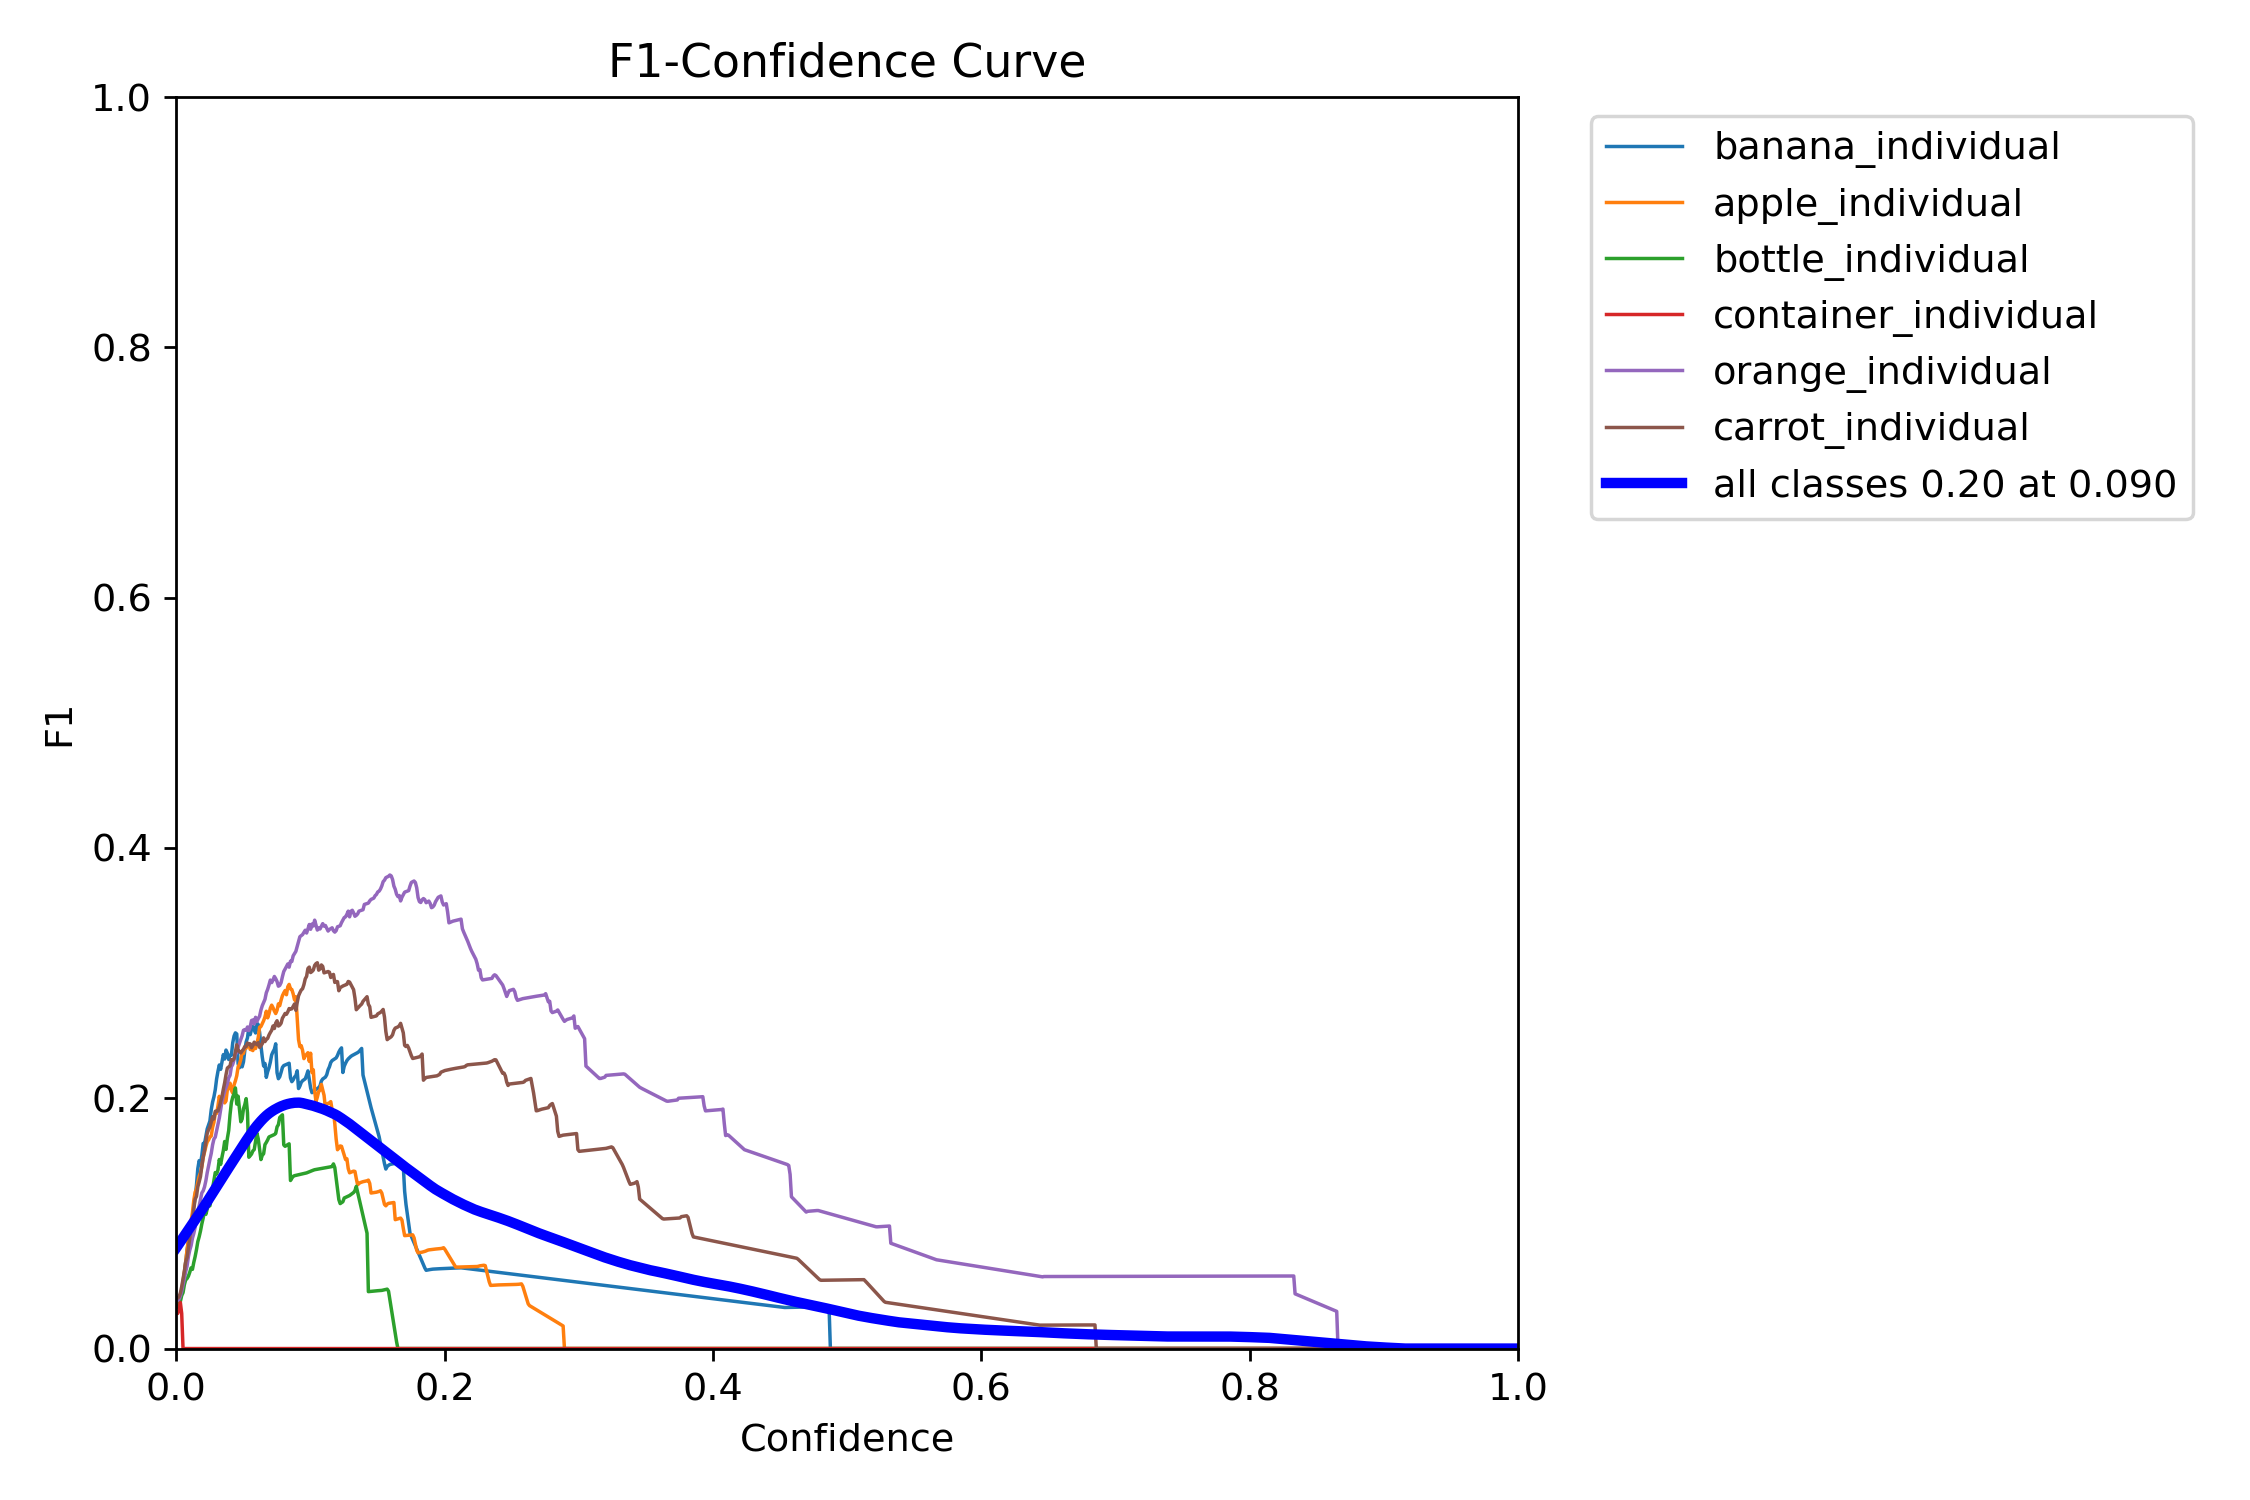 F1-Confidence Curve
1.0
0.8
0.6
0.4
0.2
0.0
F1
0.0 0.2 0.4 0.6 0.8 1.0
Confidence
banana_individual
apple_individual
bottle_individual
container_individual
orange_individual
carrot_individual
all classes 0.20 at 0.090